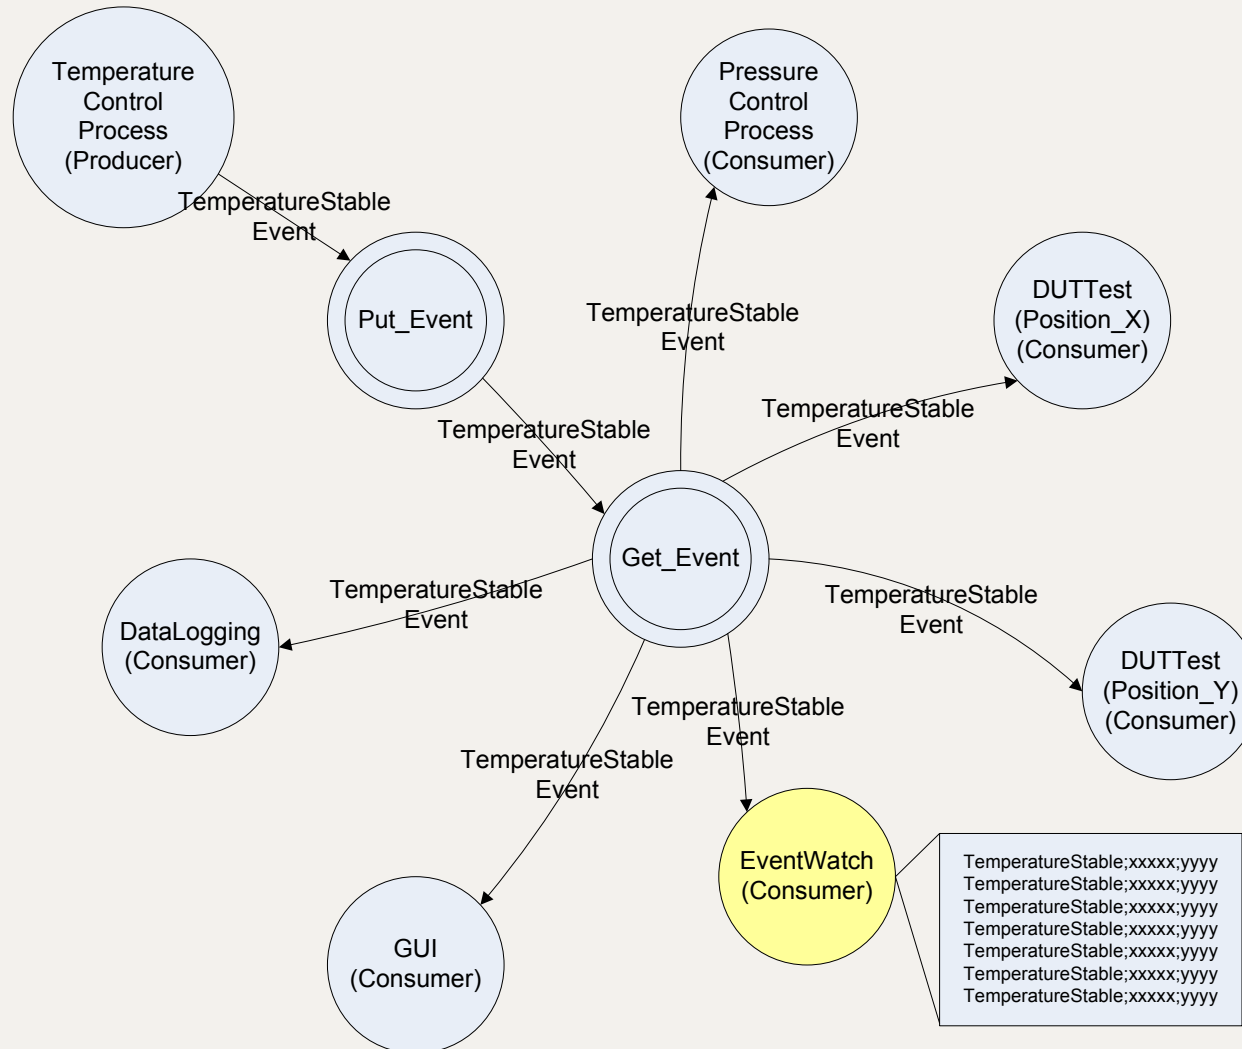 Temperature
Control
Process
(Producer)
Pressure
Control
Process
(Consumer)
TemperatureStable
Event
Put_Event
DUTTest
(Position_X)
(Consumer)
TemperatureStable
Event
TemperatureStable
Event
TemperatureStable
Event
Get_Event
TemperatureStable
Event
TemperatureStable
Event
DataLogging
(Consumer)
DUTTest
(Position_Y)
(Consumer)
TemperatureStable
Event
TemperatureStable
Event
EventWatch
(Consumer)
TemperatureStable;xxxxx;yyyy
TemperatureStable;xxxxx;yyyy
TemperatureStable;xxxxx;yyyy
TemperatureStable;xxxxx;yyyy
TemperatureStable;xxxxx;yyyy
TemperatureStable;xxxxx;yyyy
TemperatureStable;xxxxx;yyyy
GUI
(Consumer)